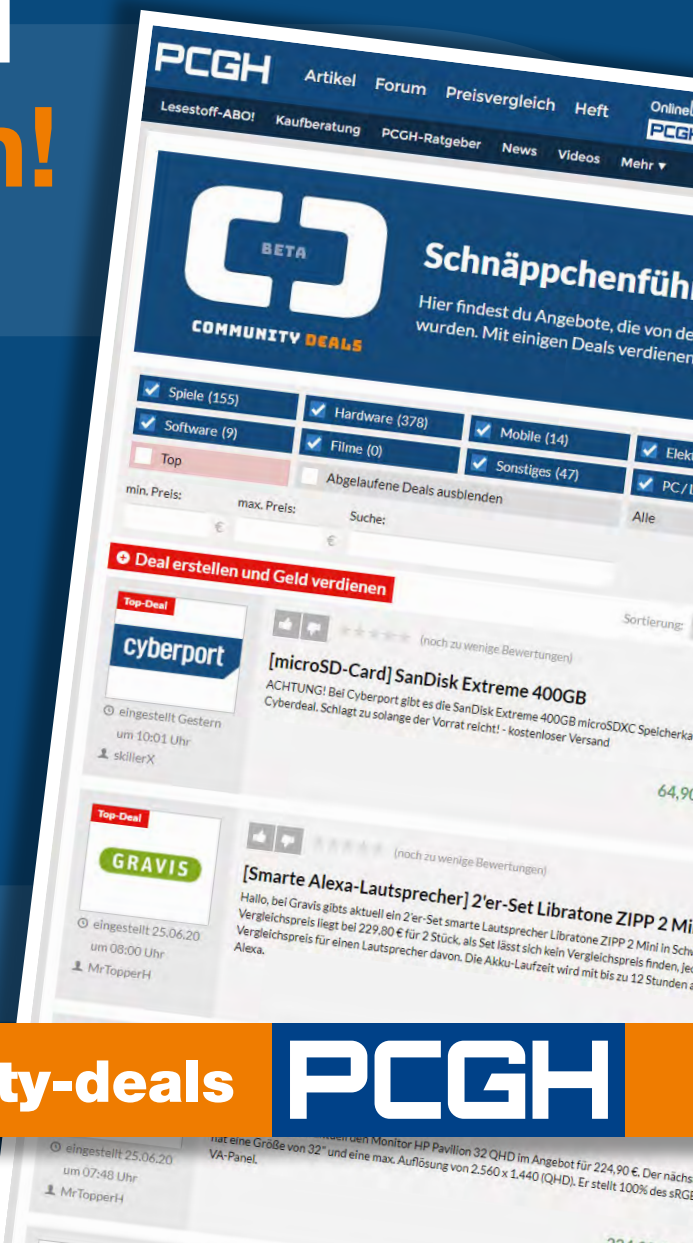 n!
PCGH Artikel Forum Preisvergleich Heft
PCGH
Lesestoff-ABO! Kaufberatung PCGH-Ratgeber News Videos Mehr ▾
BETA
COMMUNITY DEALS
Hier findest du Angebote, die von
wurden. Mit einigen Deals verdienen
Spiele (155) Hardware (378) Mobile (14)
Software (9) Filme (0) Sonstiges (47)
Top Abgelaufene Deals ausblenden Alle
min. Preis: max. Preis: Suche:
€ €
Deal erstellen und Geld verdienen
Sortierung:
Top-Deal
cyberport
(noch zu wenige Bewertungen)
[microSD-Card] SanDisk Extreme 400GB
ACHTUNG! Bei Cyberport gibt es die SanDisk Extreme 400GB microSDXC Speicherka
Cyberdeal. Schlagt zu solange der Vorrat reicht! - kostenloser Versand
eingestellt Gestern
um 10:01 Uhr
skillerX
64,90
Top-Deal
GRAVIS
(noch zu wenige Bewertungen)
[Smarte Alexa-Lautsprecher] 2'er-Set Libratone ZIPP 2 Mi
Hallo, bei Gravis gibts aktuell ein 2'er-Set smarte Lautsprecher Libratone ZIPP 2 Mini in Schw
Vergleichspreis liegt bei 229,80 € für 2 Stück, als Set lässt sich kein Vergleichspreis finden, jed
Vergleichspreis für einen Lautsprecher davon. Die Akku-Laufzeit wird mit bis zu 12 Stunden a
Alexa.
eingestellt 25.06.20
um 08:00 Uhr
MrTopperH
ty-deals PCGH
den Monitor HP Pavilion 32 QHD im Angebot für 224,90 €. Der nächs
hat eine Größe von 32" und eine max. Auflösung von 2.560 x 1.440 (QHD). Er stellt 100% des sRGB
VA-Panel.
eingestellt 25.06.20
um 07:48 Uhr
MrTopperH